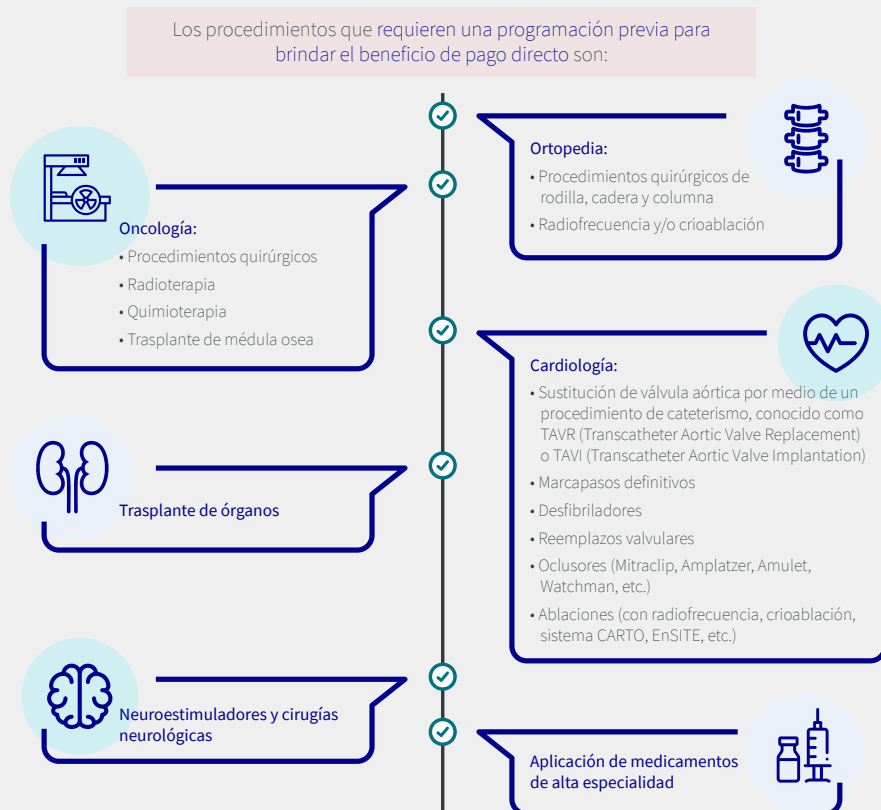 Los procedimientos que requieren una programación previa para
brindar el beneficio de pago directo son:
Ortopedia:
• Procedimientos quirúrgicos de
rodilla, cadera y columna
• Radiofrecuencia y/o crioablación
Oncología:
• Procedimientos quirúrgicos
• Radioterapia
• Quimioterapia
• Trasplante de médula osea
Cardiología:
• Sustitución de válvula aórtica por medio de un
procedimiento de cateterismo, conocido como
TAVR (Transcatheter Aortic Valve Replacement)
o TAVI (Transcatheter Aortic Valve Implantation)
• Marcapasos definitivos
• Desfibriladores
• Reemplazos valvulares
• Oclusores (Mitraclip, Amplatzer, Amulet,
Watchman, etc.)
• Ablaciones (con radiofrecuencia, crioablación,
sistema CARTO, EnSITE, etc.)
Trasplante de órganos
Neuroestimuladores y cirugías
neurológicas
Aplicación de medicamentos
de alta especialidad